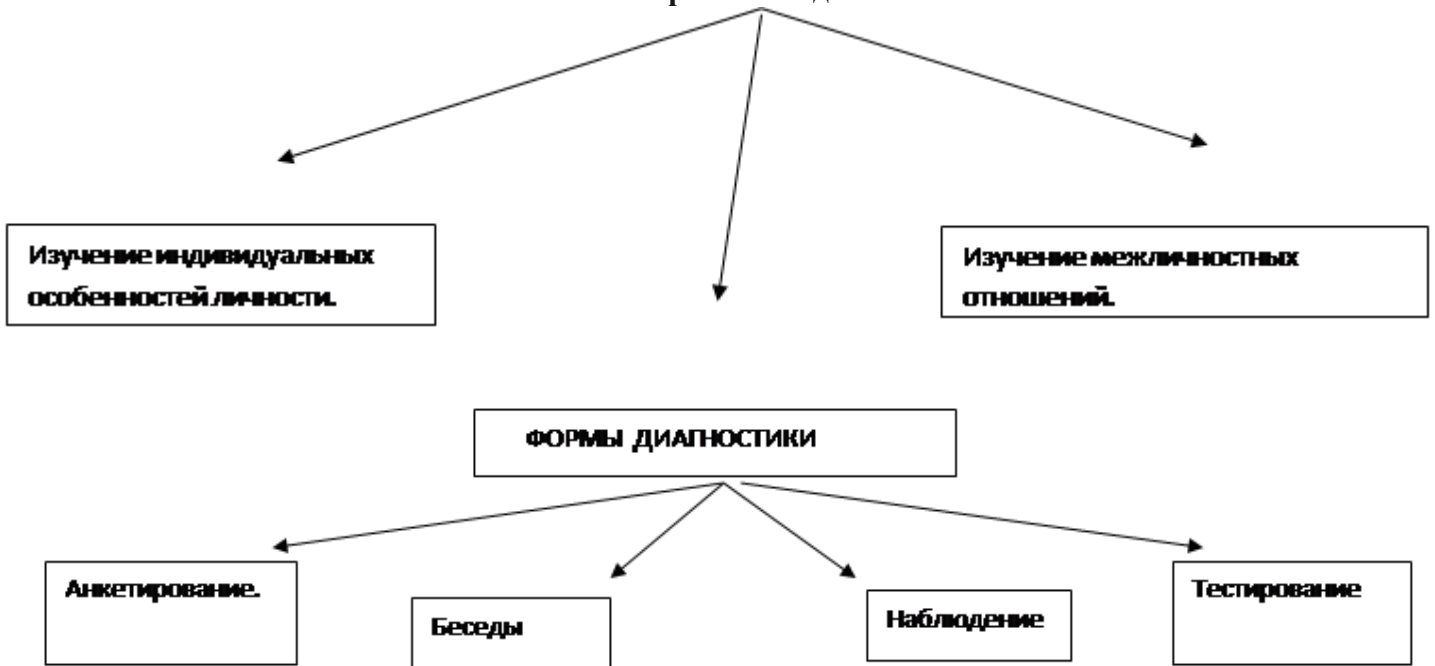 Изучение индивидуальных
особенностей личности.
Изучение межличностных
отношений.
ФОРМЫ ДИАГНОСТИКИ
Анкетирование.
Беседы
Наблюдение
Тестирование